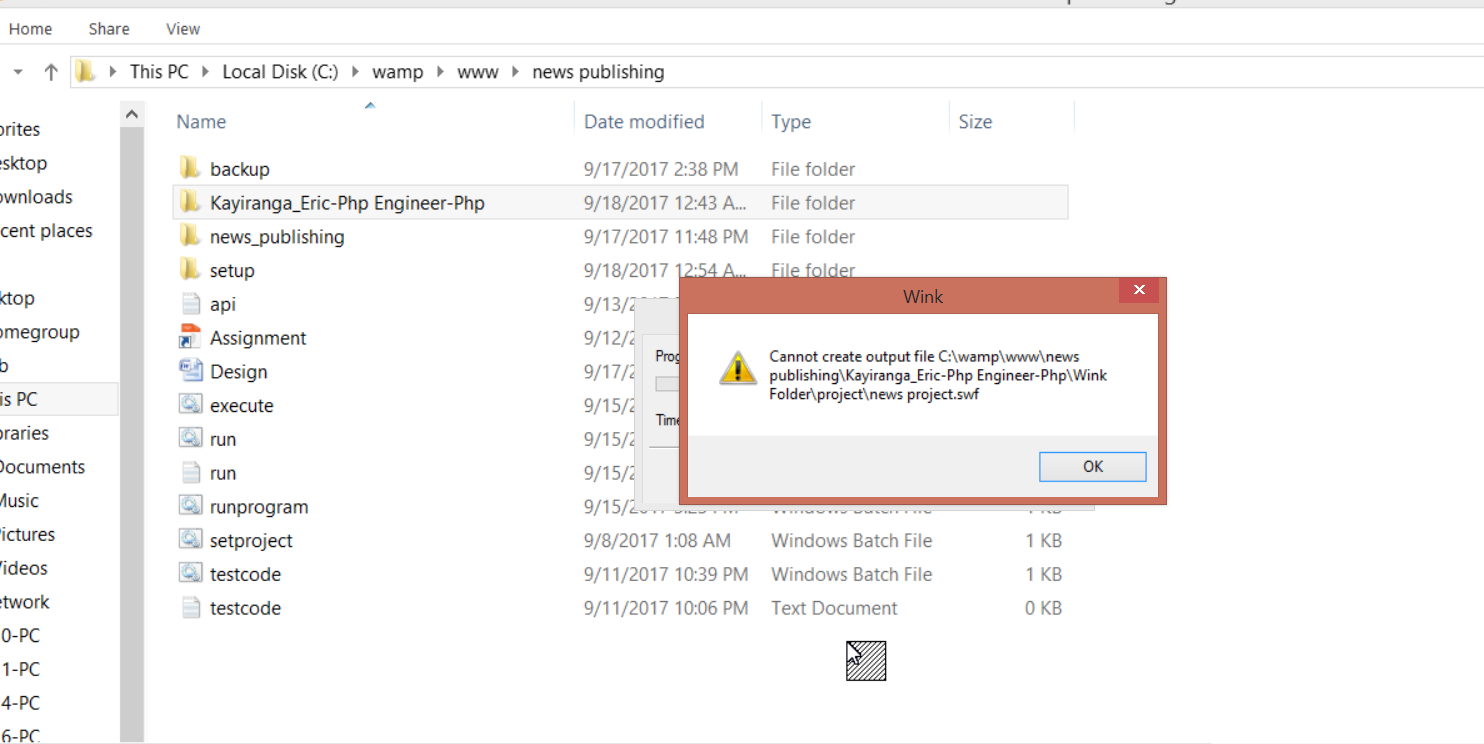 Home Share View
This PC Local Disk (C:) wamp www news publishing
Name Date modified Type Size
orites
esktop
ownloads
cent places
ktop
omegroup
b
is PC
braries
Documents
Music
Pictures
Videos
etwork
0-PC
1-PC
4-PC
6-PC
backup 9/17/2017 2:38 PM File folder
Kayiranga_Eric-Php Engineer-Php 9/18/2017 12:43 A... File folder
news_publishing 9/17/2017 11:48 PM File folder
setup 9/18/2017 12:54 A... File folder
api 9/13/
Assignment 9/12/
Design 9/17/
execute 9/15/
run 9/15/
run 9/15/
runprogram 9/15/2017 Windows Batch File 1 KB
setproject 9/8/2017 1:08 AM Windows Batch File 1 KB
testcode 9/11/2017 10:39 PM Windows Batch File 1 KB
testcode 9/11/2017 10:06 PM Text Document 0 KB
Prog
Time
Wink
Cannot create output file C:\wamp\www\news
publishing\Kayiranga_Eric-Php Engineer-Php\Wink
Folder\project\news project.swf
OK